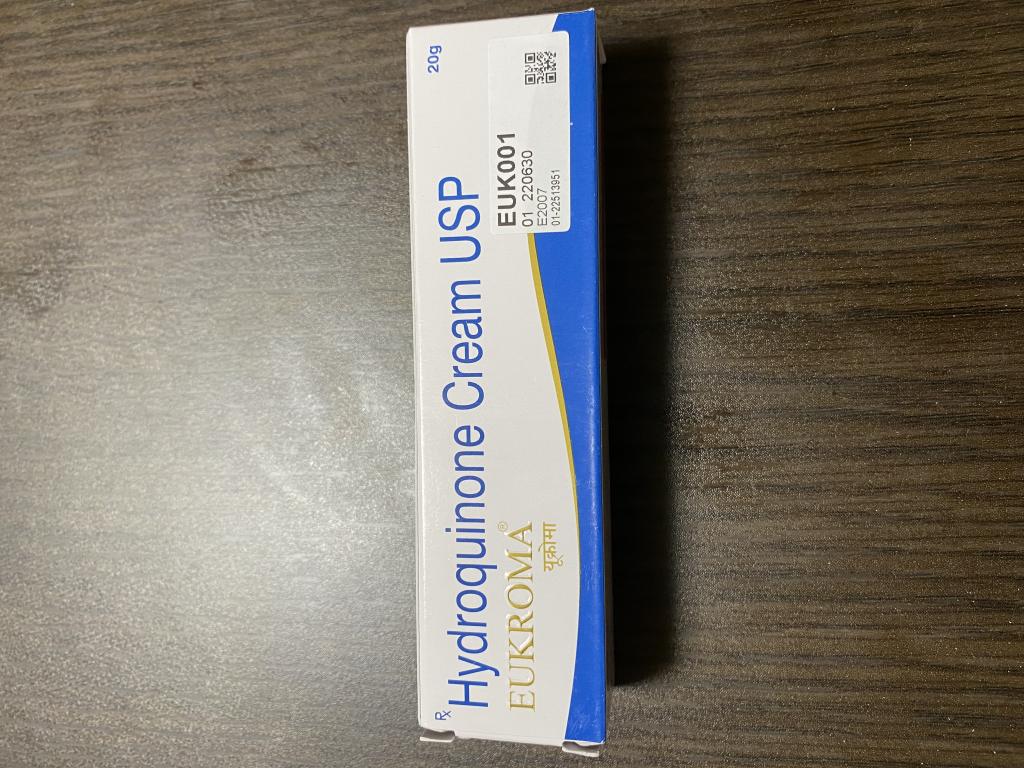 Rx
20g
Hydroquinone Cream USP
EUKROMA®
यूक्रोमा
EUK001
01 220630
E2007
01-22513951